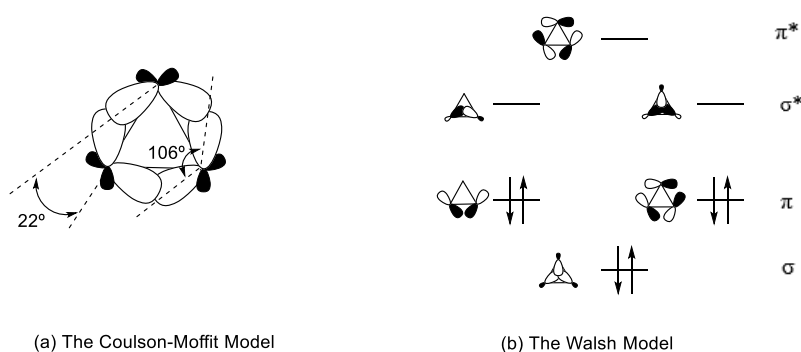 π*
σ*
106º
22º
π
σ
(a) The Coulson-Moffit Model
(b) The Walsh Model